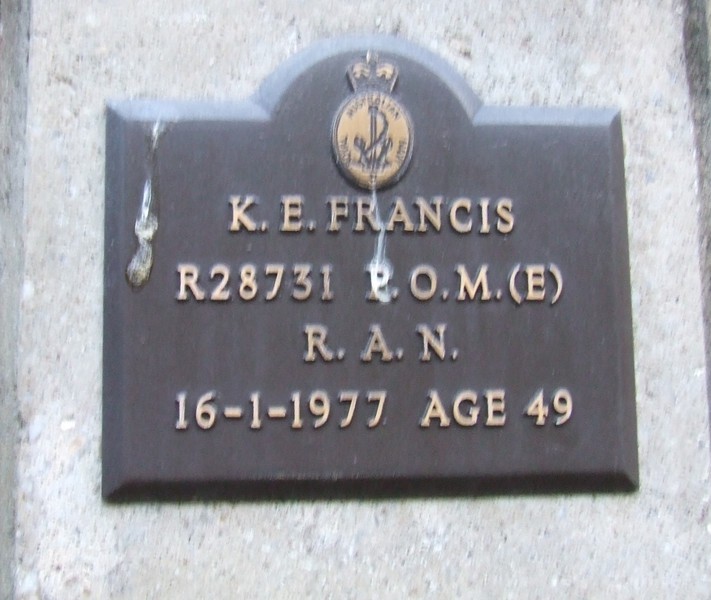 K. E. FRANCIS
R28731 P.O.M.(E)
R. A. N.
16-1-1977 AGE 49